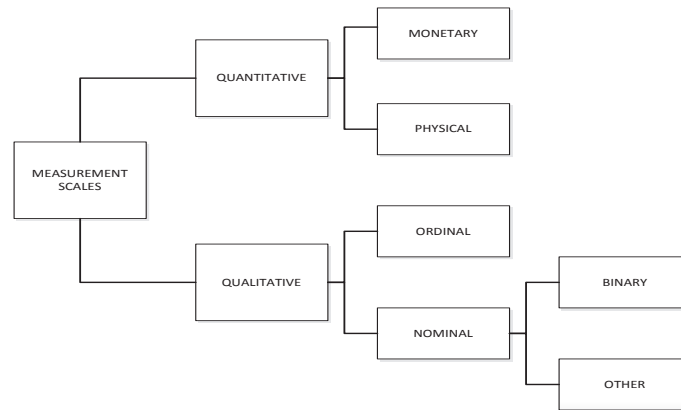 MONETARY
QUANTITATIVE
PHYSICAL
MEASUREMENT
SCALES
ORDINAL
QUALITATIVE
BINARY
NOMINAL
OTHER